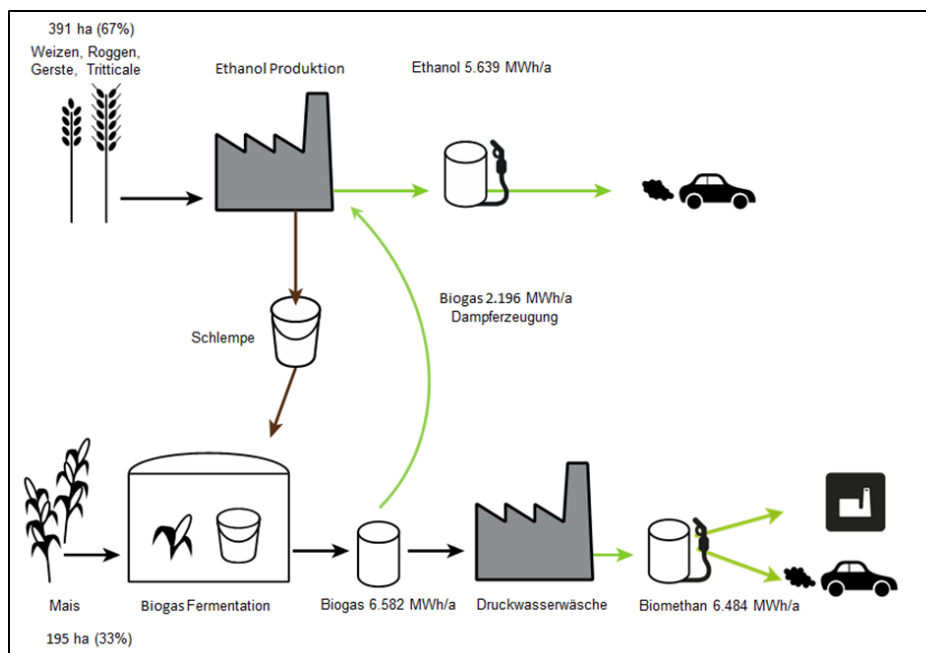 391 ha (67%)
Weizen, Roggen,
Gerste, Tritticale
Ethanol Produktion
Ethanol 5.639 MWh/a
Biogas 2.196 MWh/a
Dampferzeugung
Schlempe
Mais
Biogas Fermentation
Biogas 6.582 MWh/a
Druckwasserwäsche
Biomethan 6.484 MWh/a
195 ha (33%)